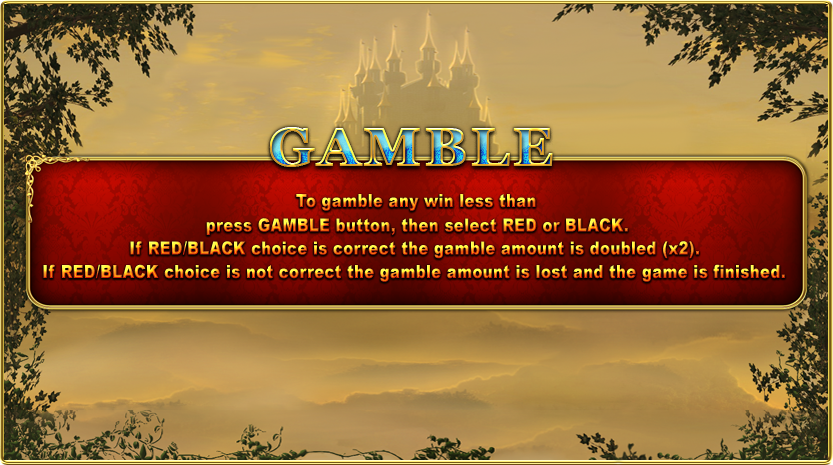 GAMBLE
To gamble any win less than
press GAMBLE button, then select RED or BLACK.
If RED/BLACK choice is correct the gamble amount is doubled (x2).
If RED/BLACK choice is not correct the gamble amount is lost and the game is finished.